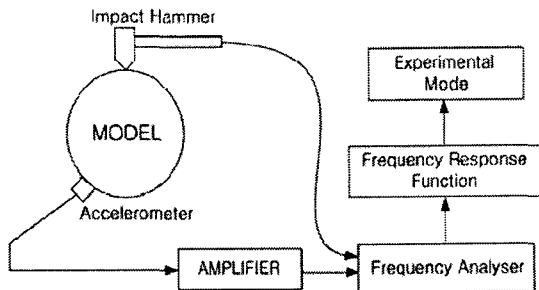 Impact Hammer
MODEL
Accelerometer
AMPLIFIER
Frequency Analyser
Frequency Response
Function
Experimental
Mode